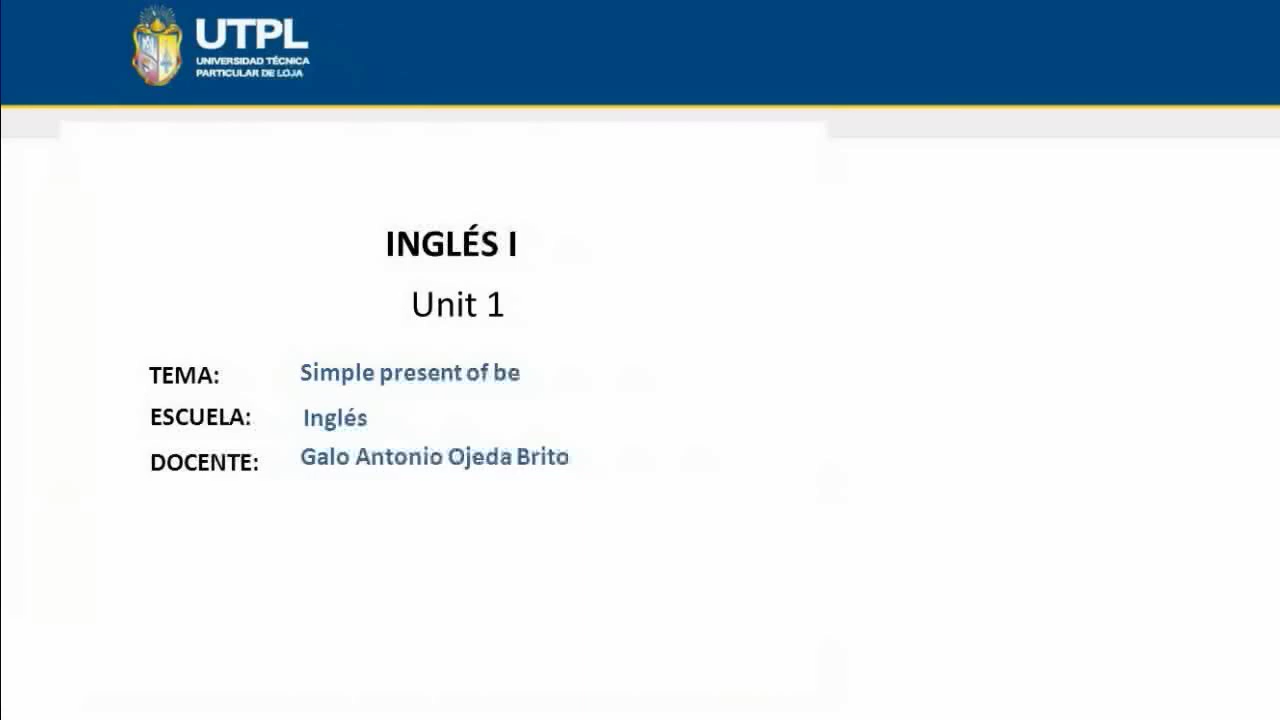 UTPL
UNIVERSIDAD TÉCNICA
PARTICULAR DE LOJA
INGLÉS I
Unit 1
TEMA: Simple present of be
ESCUELA: Inglés
DOCENTE: Galo Antonio Ojeda Brito